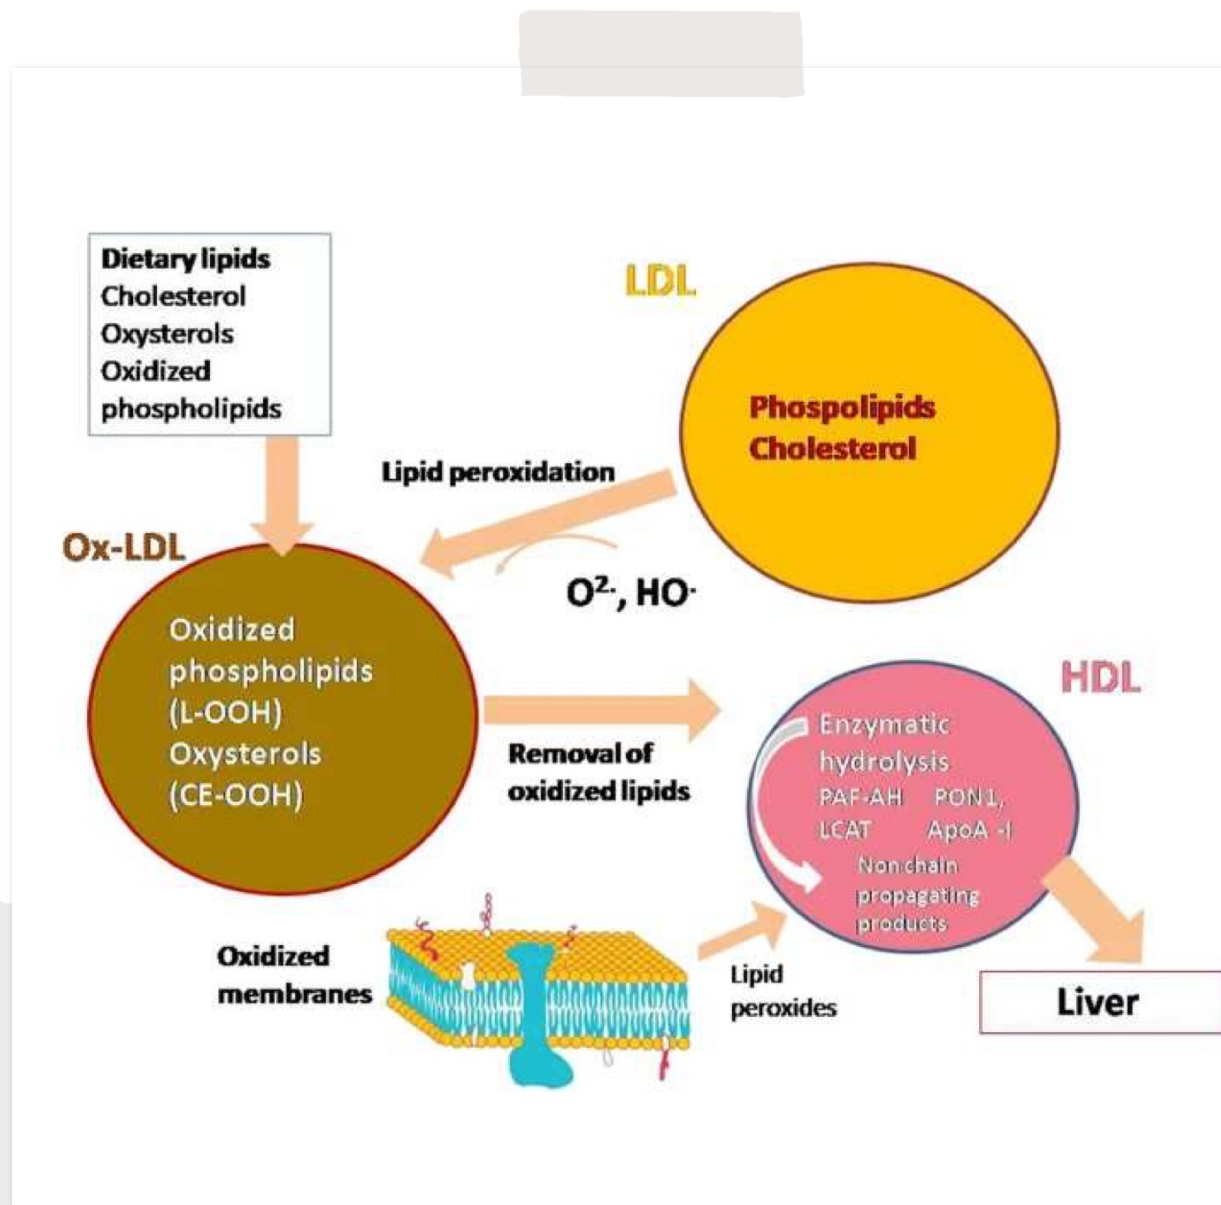 Dietary lipids
Cholesterol
Oxysterols
Oxidized
phospholipids
LDL
Phospolipids
Cholesterol
Lipid peroxidation
O²·, HO·
Ox-LDL
Oxidized
phospholipids
(L-OOH)
Oxysterols
(CE-OOH)
Removal of
oxidized lipids
HDL
Enzymatic
hydrolysis
PAF-AH PON1,
LCAT ApoA -I
Non chain
propagating
products
Oxidized
membranes
Lipid
peroxides
Liver